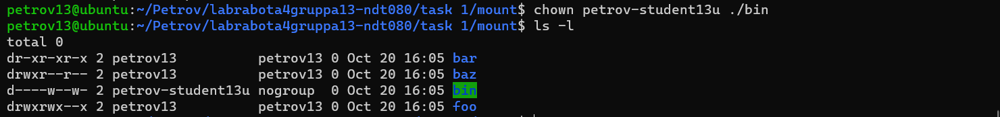 petrov13@ubuntu:~/Petrov/labrabota4gruppa13-ndt080/task 1/mount$ chown petrov-student13u ./bin
petrov13@ubuntu:~/Petrov/labrabota4gruppa13-ndt080/task 1/mount$ ls -l
total 0
dr-xr-xr-x 2 petrov13          petrov13 0 Oct 20 16:05 bar
drwxr--r-- 2 petrov13          petrov13 0 Oct 20 16:05 baz
d----w--w- 2 petrov-student13u nogroup  0 Oct 20 16:05 bin
drwxrwx--x 2 petrov13          petrov13 0 Oct 20 16:05 foo